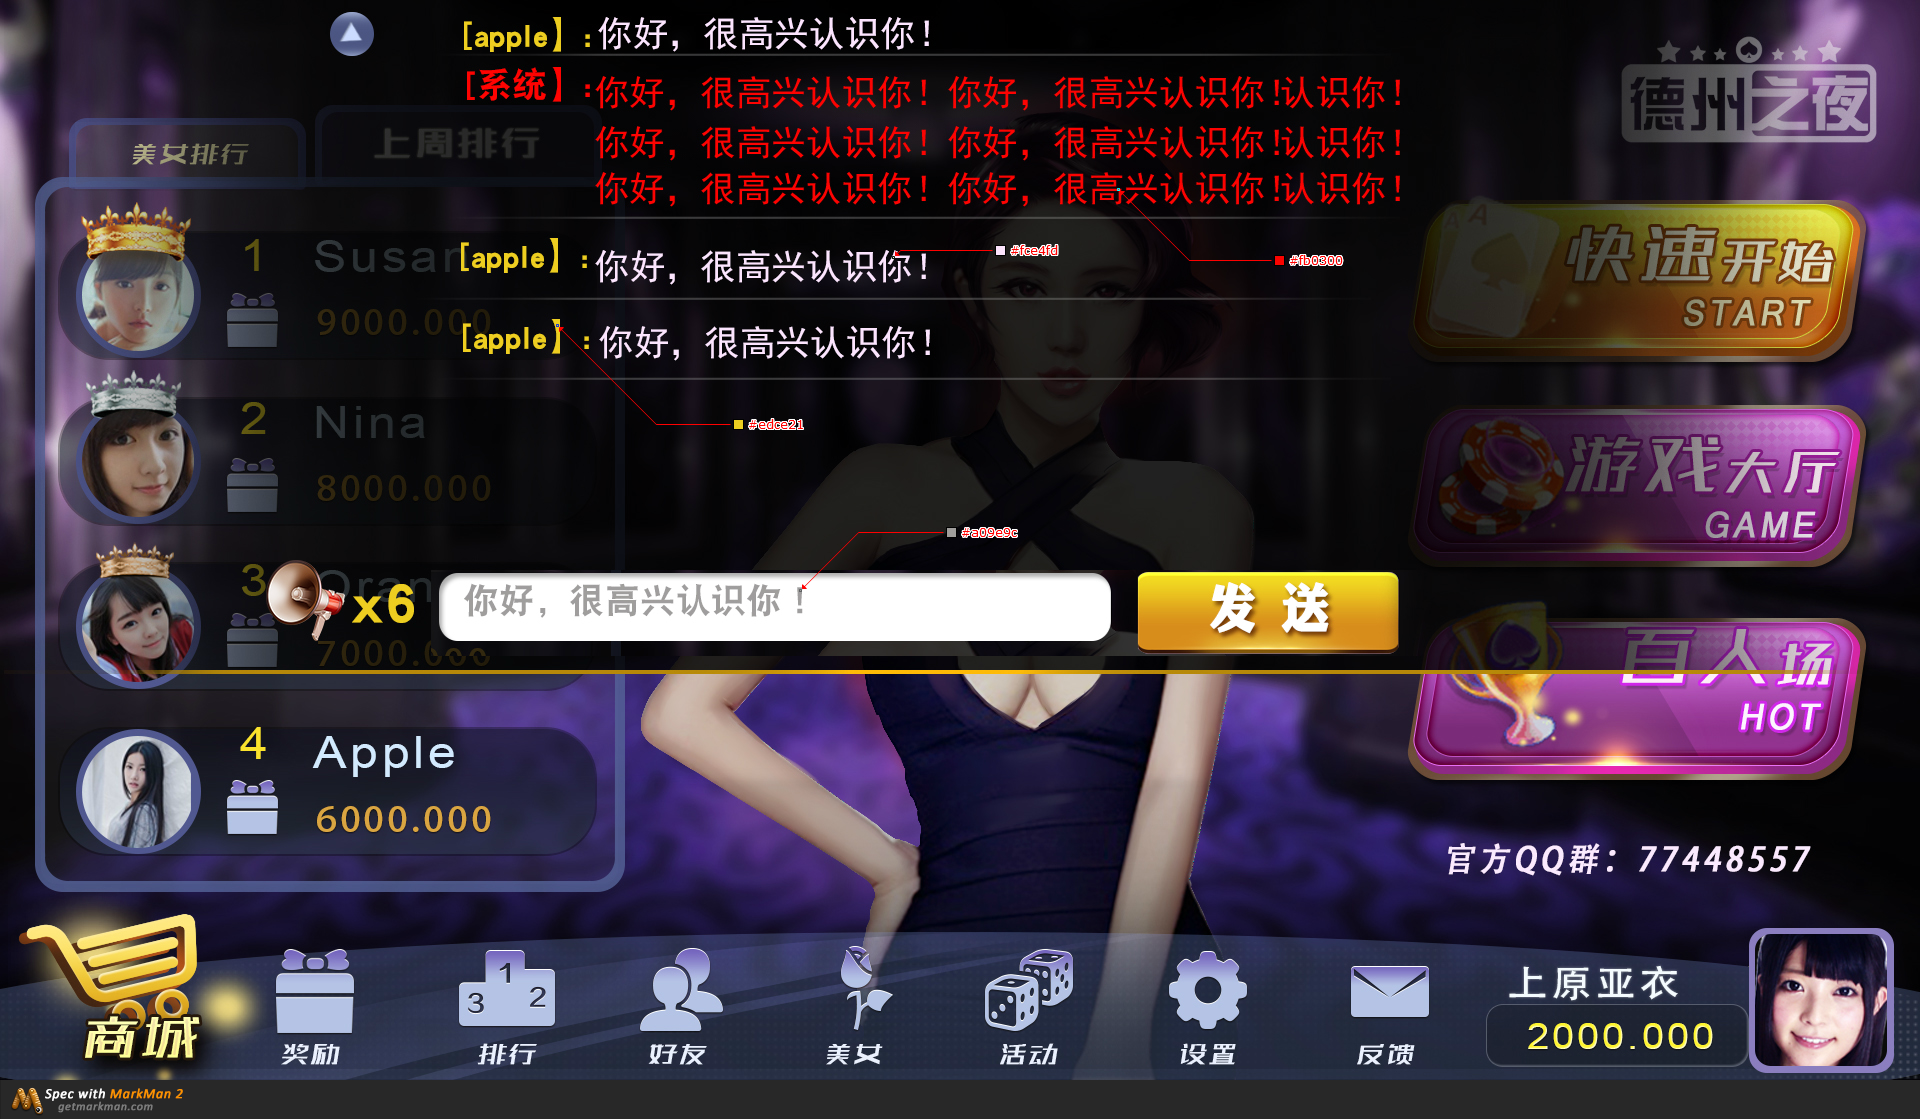 [apple】:你好，很高兴认识你！
[系统】:你好，很高兴认识你！你好，很高兴认识你!认识你！
你好，很高兴认识你！你好，很高兴认识你!认识你！
你好，很高兴认识你！你好，很高兴认识你!认识你！
[apple】:你好，很高兴认识你！
#fce4fd
#fb0300
[apple】:你好，很高兴认识你！
#edce21
#a09e9c
x6
你好，很高兴认识你！
发送
德州之夜
美女排行
上周排行
1
Susan
9000.000
2
Nina
8000.000
3
Oran
7000.000
4
Apple
6000.000
A
A
快速开始
START
游戏大厅
GAME
百人场
HOT
官方QQ群：77448557
商城
奖励
1
2
3
排行
好友
美女
活动
设置
反馈
上原亚衣
2000.000
Spec with MarkMan 2
getmarkman.com